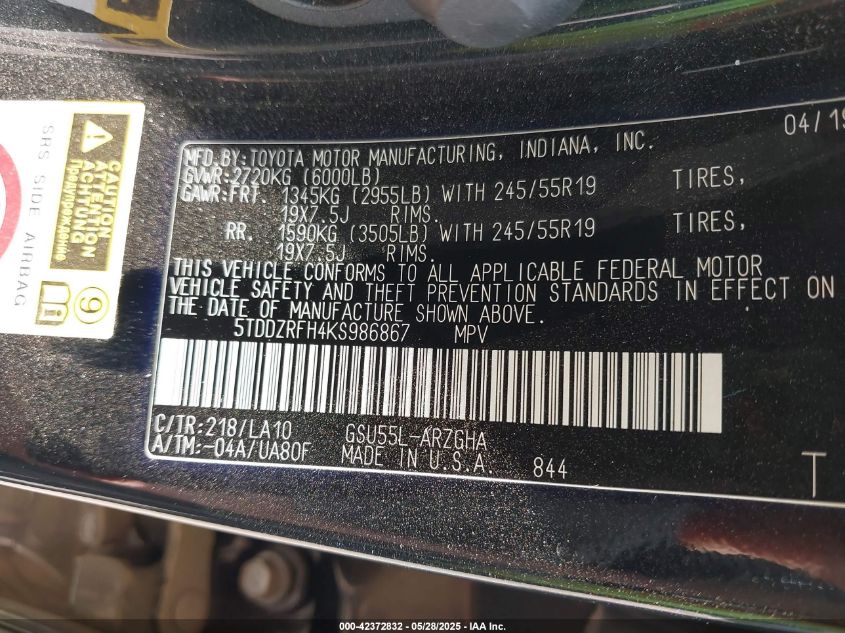 04/19
MFD.BY:TOYOTA MOTOR MANUFACTURING, INDIANA, INC.
GVWR:2720KG (6000LB)
GAWR:FRT. 1345KG (2955LB) WITH 245/55R19 TIRES,
19X7.5J RIMS.
RR. 1590KG (3505LB) WITH 245/55R19 TIRES,
19X7.5J RIMS.
THIS VEHICLE CONFORMS TO ALL APPLICABLE FEDERAL MOTOR
VEHICLE SAFETY AND THEFT PREVENTION STANDARDS IN EFFECT ON
THE DATE OF MANUFACTURE SHOWN ABOVE.
5TDDZRFH4KS986867 MPV
C/TR:218/LA10 GSU55L-ARZGHA
A/TM:-04A/UA80F MADE IN U.S.A. 844
T
SRS SIDE AIRBAG
CAUTION
ATTENTION
ACHTUNG
9
i
000-42372832 - 05/28/2025 - IAA Inc.